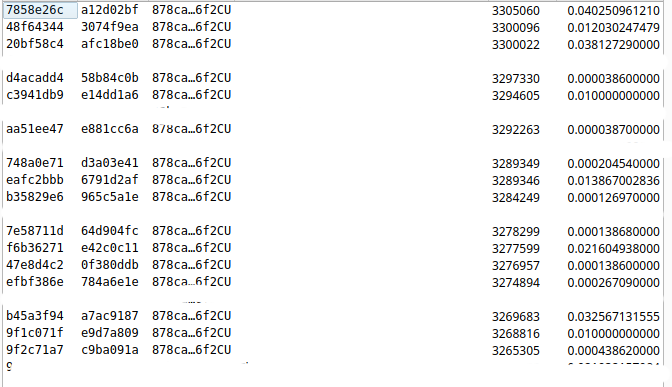 7858e26c a12d02bf 878ca…6f2CU 3305060 0.040250961210
48f64344 3074f9ea 878ca…6f2CU 3300096 0.012030247479
20bf58c4 afc18be0 878ca…6f2CU 3300022 0.038127290000
d4acadd4 58b84c0b 878ca…6f2CU 3297330 0.000038600000
c3941db9 e14dd1a6 878ca…6f2CU 3294605 0.010000000000
aa51ee47 e881cc6a 878ca…6f2CU 3292263 0.000038700000
748a0e71 d3a03e41 878ca…6f2CU 3289349 0.000204540000
eafc2bbb 6791d2af 878ca…6f2CU 3289346 0.013867002836
b35829e6 965c5a1e 878ca…6f2CU 3284249 0.000126970000
7e58711d 64d904fc 878ca…6f2CU 3278299 0.000138680000
f6b36271 e42c0c11 878ca…6f2CU 3277599 0.021604938000
47e8d4c2 0f380ddb 878ca…6f2CU 3276957 0.000138600000
efbf386e 784a6e1e 878ca…6f2CU 3274894 0.000267090000
b45a3f94 a7ac9187 878ca…6f2CU 3269683 0.032567131555
9f1c071f e9d7a809 878ca…6f2CU 3268816 0.010000000000
9f2c71a7 c9ba091a 878ca…6f2CU 3265305 0.000438620000